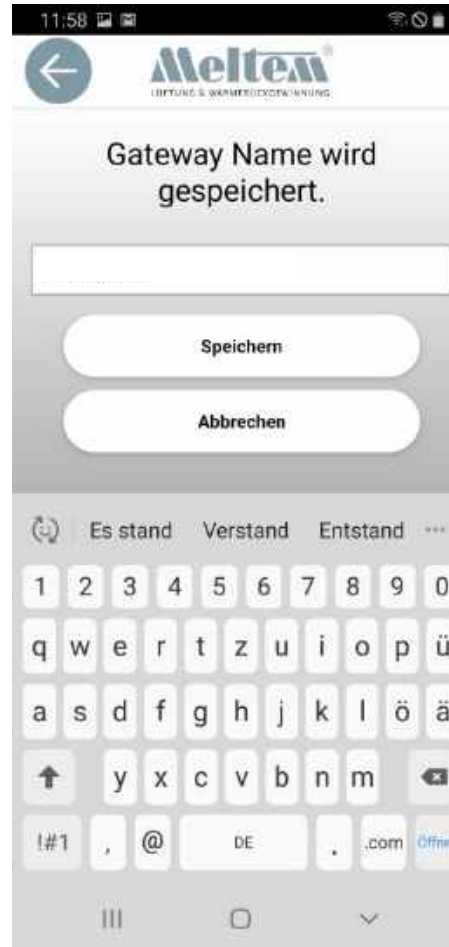 11:58
Meltem
LÜFTUNG & WÄRMERÜCKGEWINNUNG
Gateway Name wird
gespeichert.
Speichern
Abbrechen
Es stand Verstand Entstand ...
1 2 3 4 5 6 7 8 9 0
q w e r t z u i o p ü
a s d f g h j k l ö ä
y x c v b n m
!#1 , @ DE . .com